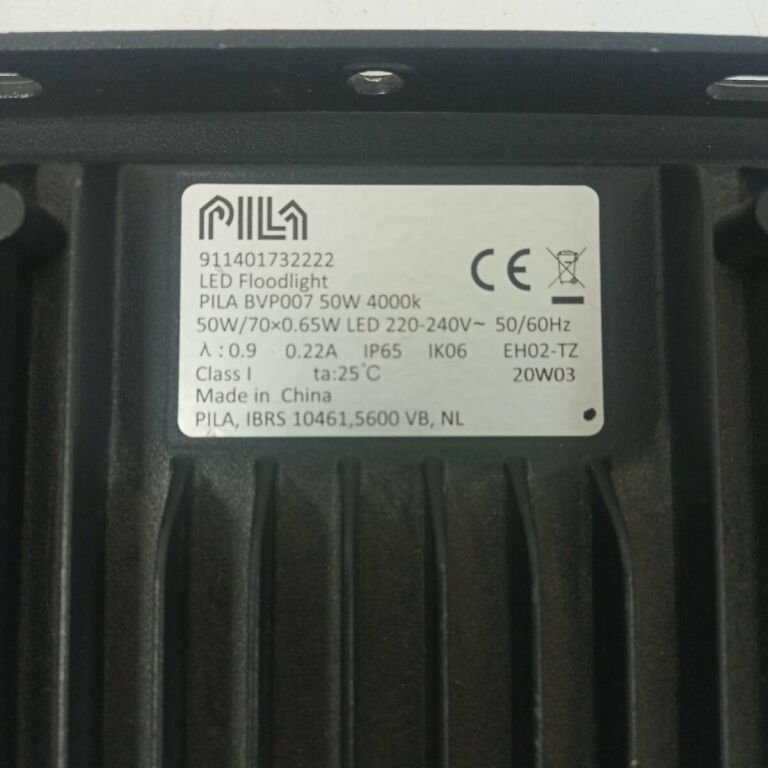 PILA
911401732222
LED Floodlight
PILA BVP007 50W 4000k
50W/70×0.65W LED 220-240V~ 50/60Hz
λ : 0.9 0.22A IP65 IK06 EH02-TZ
Class I ta:25℃ 20W03
Made in China
PILA, IBRS 10461,5600 VB, NL
CE